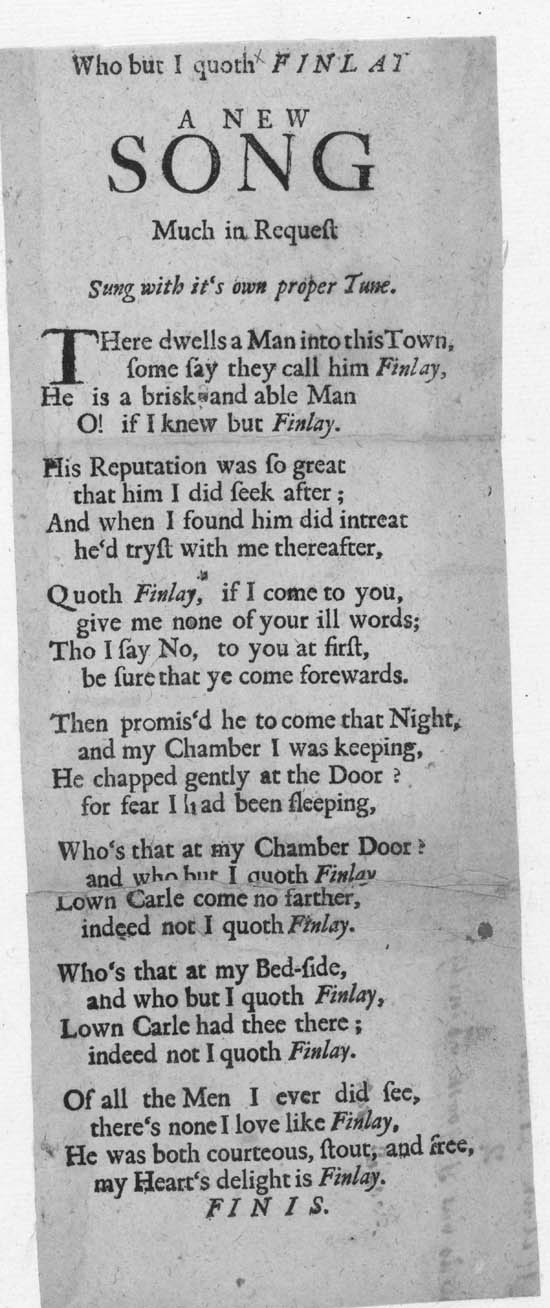 Who but I quoth FINLAY
A NEW
SONG
Much in Requeſt
Sung with it's own proper Tune.
THere dwells a Man into this Town,
ſome ſay they call him Finlay,
He is a brisk and able Man
O! if I knew but Finlay.
His Reputation was ſo great
that him I did ſeek after;
And when I found him did intreat
he'd tryſt with me thereafter,
Quoth Finlay, if I come to you,
give me none of your ill words;
Tho I ſay No, to you at firſt,
be ſure that ye come forewards.
Then promis'd he to come that Night,
and my Chamber I was keeping,
He chapped gently at the Door?
for fear I had been ſleeping,
Who's that at my Chamber Door?
and who but I quoth Finlay
Lown Carle come no farther,
indeed not I quoth Finlay.
Who's that at my Bed-ſide,
and who but I quoth Finlay,
Lown Carle had thee there;
indeed not I quoth Finlay.
Of all the Men I ever did ſee,
there's none I love like Finlay,
He was both courteous, ſtout, and free,
my Heart's delight is Finlay.
FINIS.